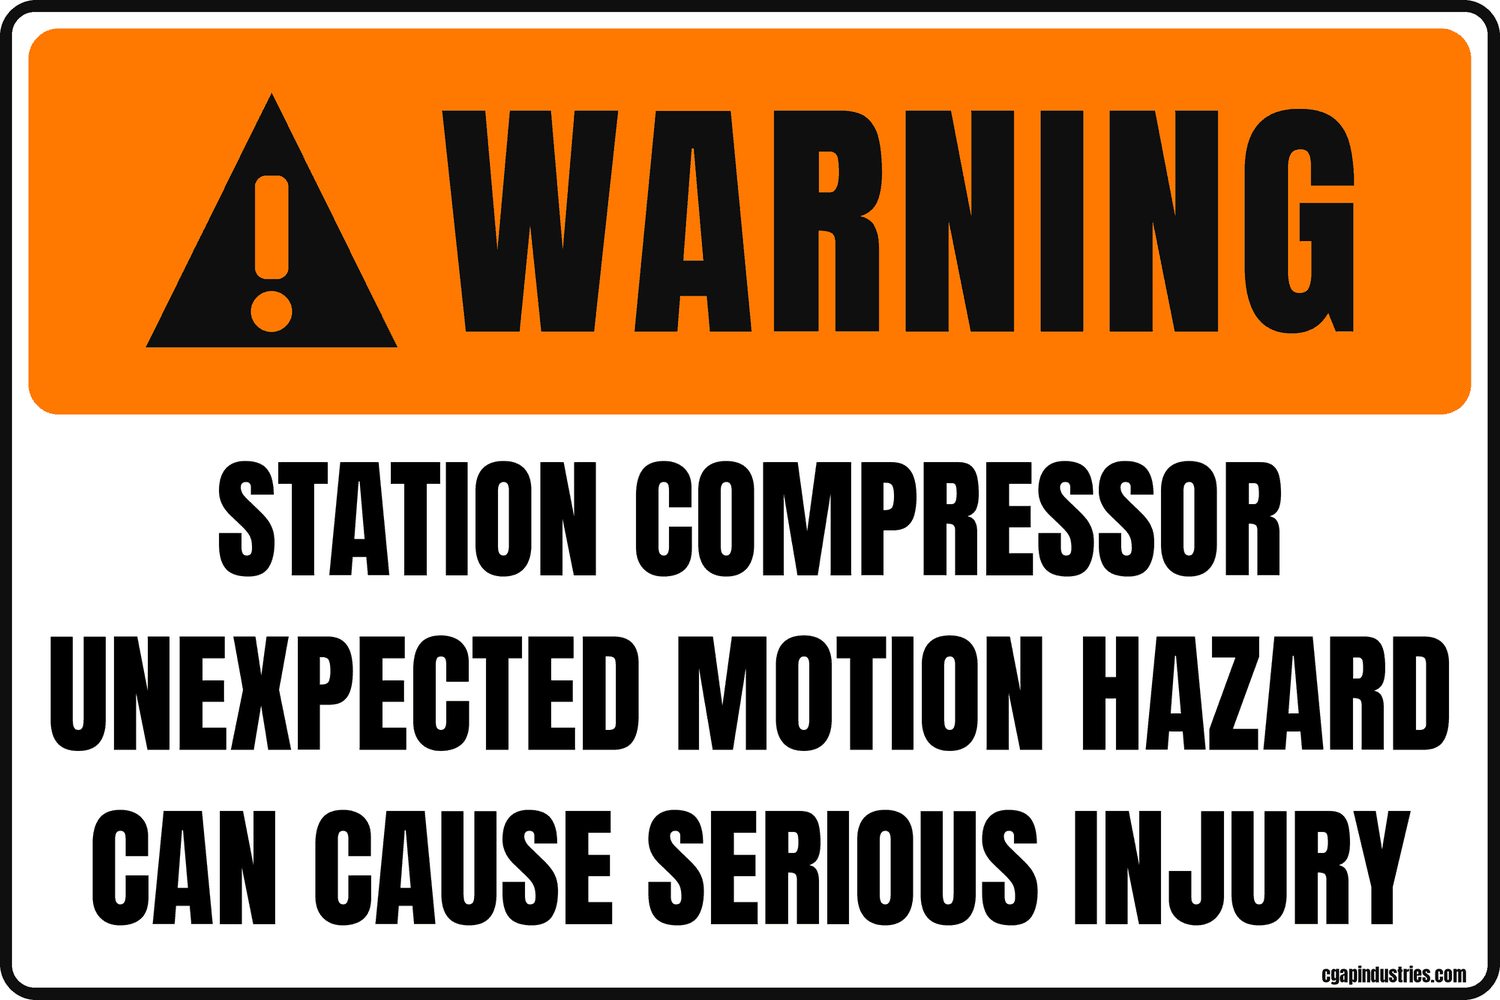 WARNING
STATION COMPRESSOR
UNEXPECTED MOTION HAZARD
CAN CAUSE SERIOUS INJURY
cgapindustries.com